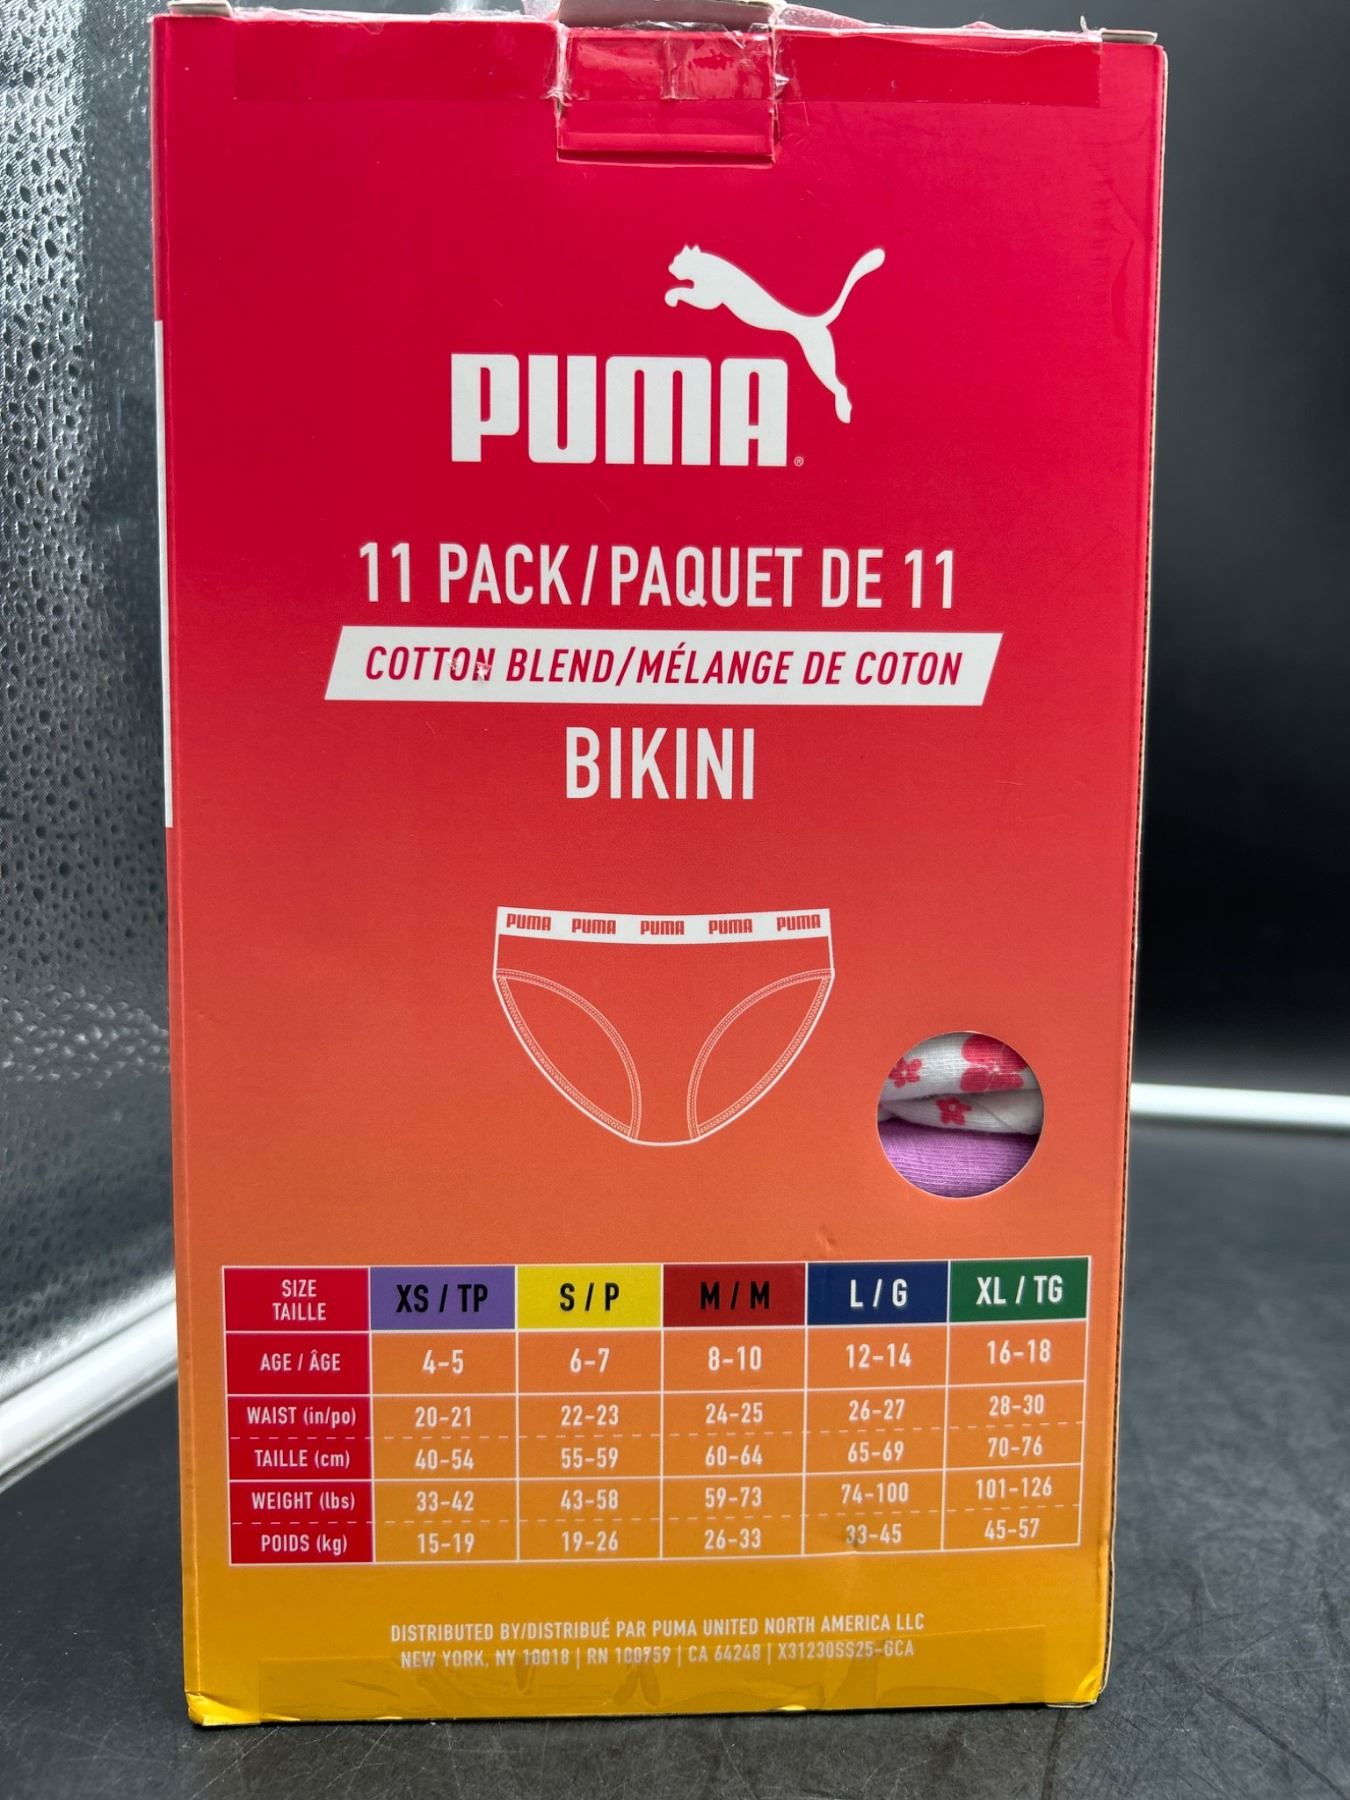 PUMA®
11 PACK/PAQUET DE 11
COTTON BLEND/MÉLANGE DE COTON
BIKINI
PUMA PUMA PUMA PUMA PUMA
SIZE TAILLE XS / TP S / P M / M L / G XL / TG
AGE / ÂGE 4-5 6-7 8-10 12-14 16-18
WAIST (in/po) 20-21 22-23 24-25 26-27 28-30
TAILLE (cm) 40-54 55-59 60-64 65-69 70-76
WEIGHT (lbs) 33-42 43-58 59-73 74-100 101-126
POIDS (kg) 15-19 19-26 26-33 33-45 45-57
DISTRIBUTED BY/DISTRIBUÉ PAR PUMA UNITED NORTH AMERICA LLC
NEW YORK, NY 10018 | RN 100759 | CA 64248 | X31230SS25-GCA